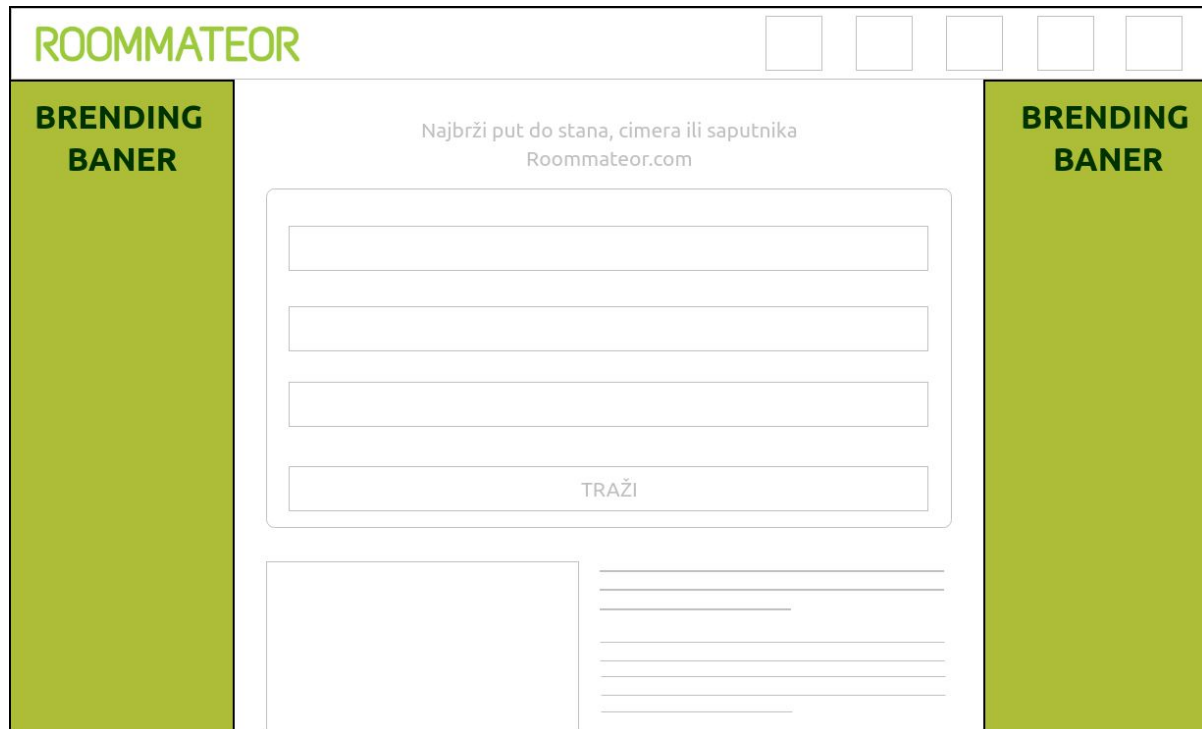 ROOMMATEOR
BRENDING
BANER
Najbrži put do stana, cimera ili saputnika
Roommateor.com
TRAŽI
BRENDING
BANER